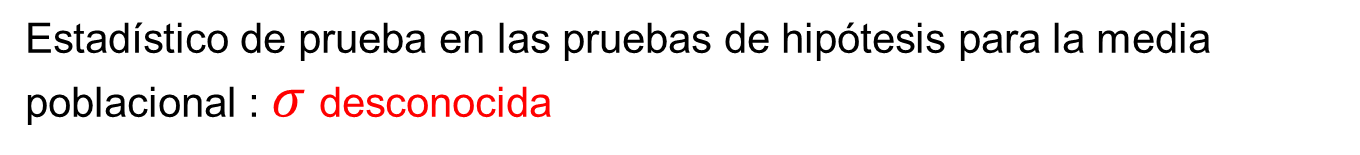 Estadístico de prueba en las pruebas de hipótesis para la media
poblacional : σ desconocida